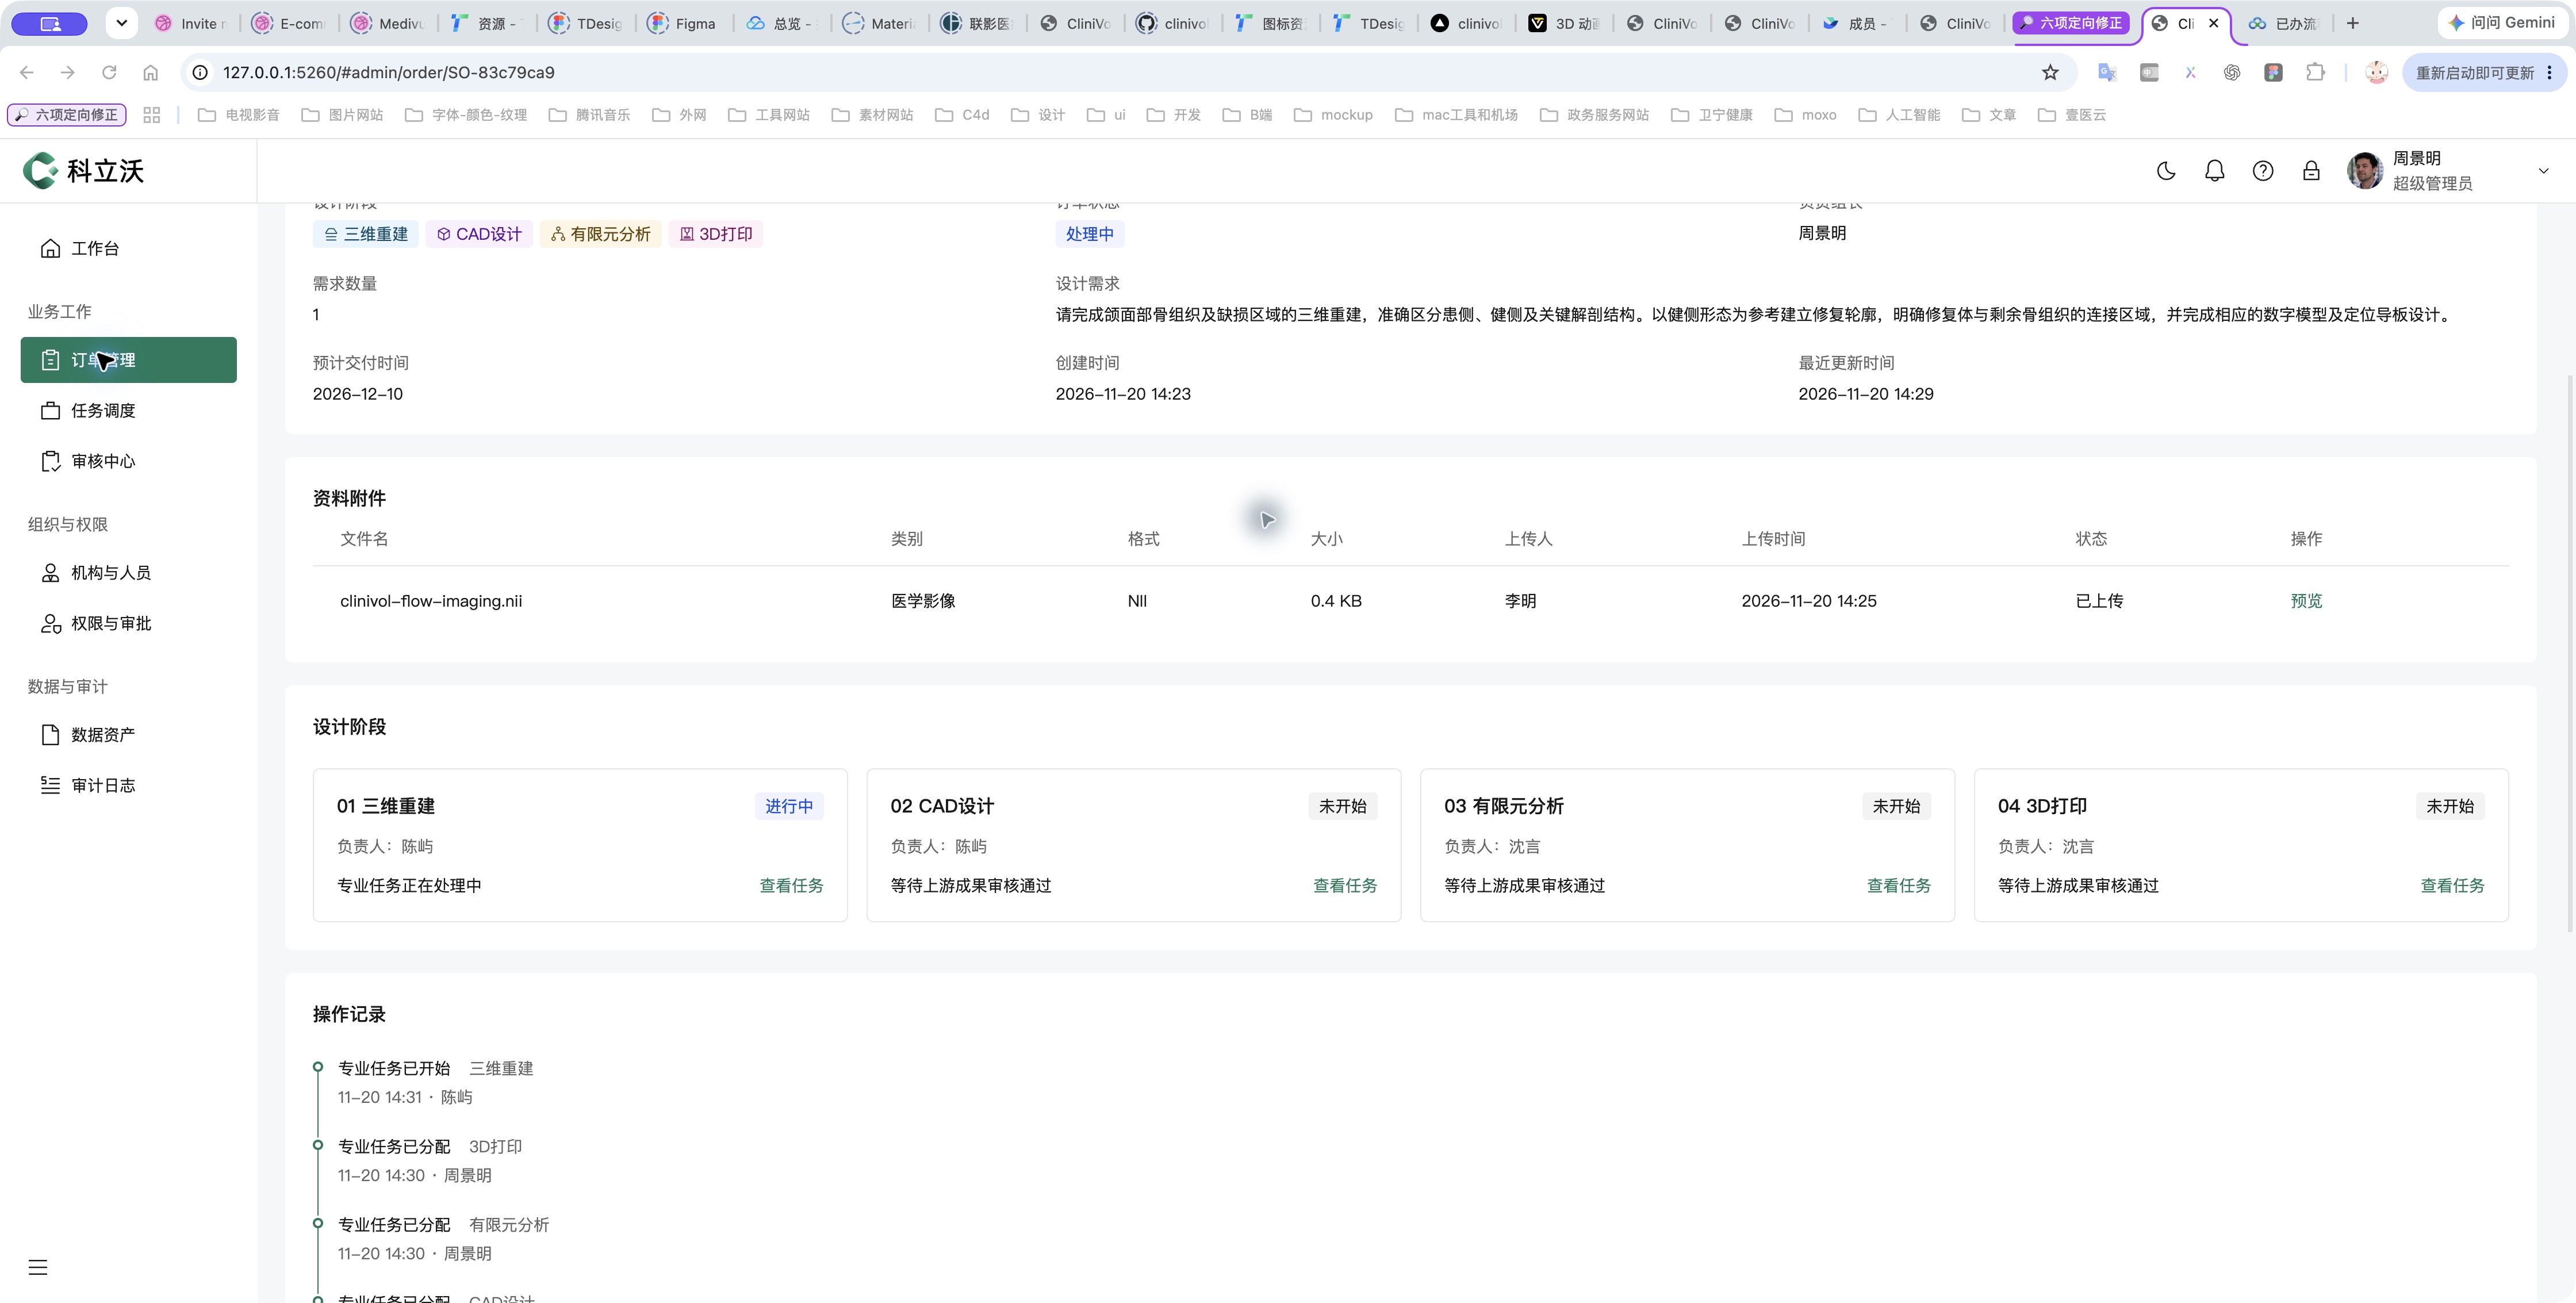 Invite
E-com
Medivu
资源 -
TDesig
Figma
总览 -
Materi
联影医
CliniVo
clinivo
图标资
TDesig
clinivo
3D 动画
CliniVo
CliniVo
成员 -
CliniVo
六项定向修正
Cli
已办流
问问 Gemini
127.0.0.1:5260/#admin/order/SO-83c79ca9
重新启动即可更新
六项定向修正
电视影音
图片网站
字体-颜色-纹理
腾讯音乐
外网
工具网站
素材网站
C4d
设计
ui
开发
B端
mockup
mac工具和机场
政务服务网站
卫宁健康
moxo
人工智能
文章
壹医云
科立沃
周景明
超级管理员
工作台
业务工作
订单管理
任务调度
审核中心
组织与权限
机构与人员
权限与审批
数据与审计
数据资产
审计日志
设计阶段
订单状态
负责组长
三维重建 CAD设计 有限元分析 3D打印
处理中
周景明
需求数量
设计需求
1
请完成颌面部骨组织及缺损区域的三维重建，准确区分患侧、健侧及关键解剖结构。以健侧形态为参考建立修复轮廓，明确修复体与剩余骨组织的连接区域，并完成相应的数字模型及定位导板设计。
预计交付时间
创建时间
最近更新时间
2026-12-10
2026-11-20 14:23
2026-11-20 14:29
资料附件
文件名 类别 格式 大小 上传人 上传时间 状态 操作
clinivol-flow-imaging.nii 医学影像 NII 0.4 KB 李明 2026-11-20 14:25 已上传 预览
设计阶段
01 三维重建 进行中
负责人：陈屿
专业任务正在处理中 查看任务
02 CAD设计 未开始
负责人：陈屿
等待上游成果审核通过 查看任务
03 有限元分析 未开始
负责人：沈言
等待上游成果审核通过 查看任务
04 3D打印 未开始
负责人：沈言
等待上游成果审核通过 查看任务
操作记录
专业任务已开始 三维重建
11-20 14:31 · 陈屿
专业任务已分配 3D打印
11-20 14:30 · 周景明
专业任务已分配 有限元分析
11-20 14:30 · 周景明
专业任务已分配 CAD设计